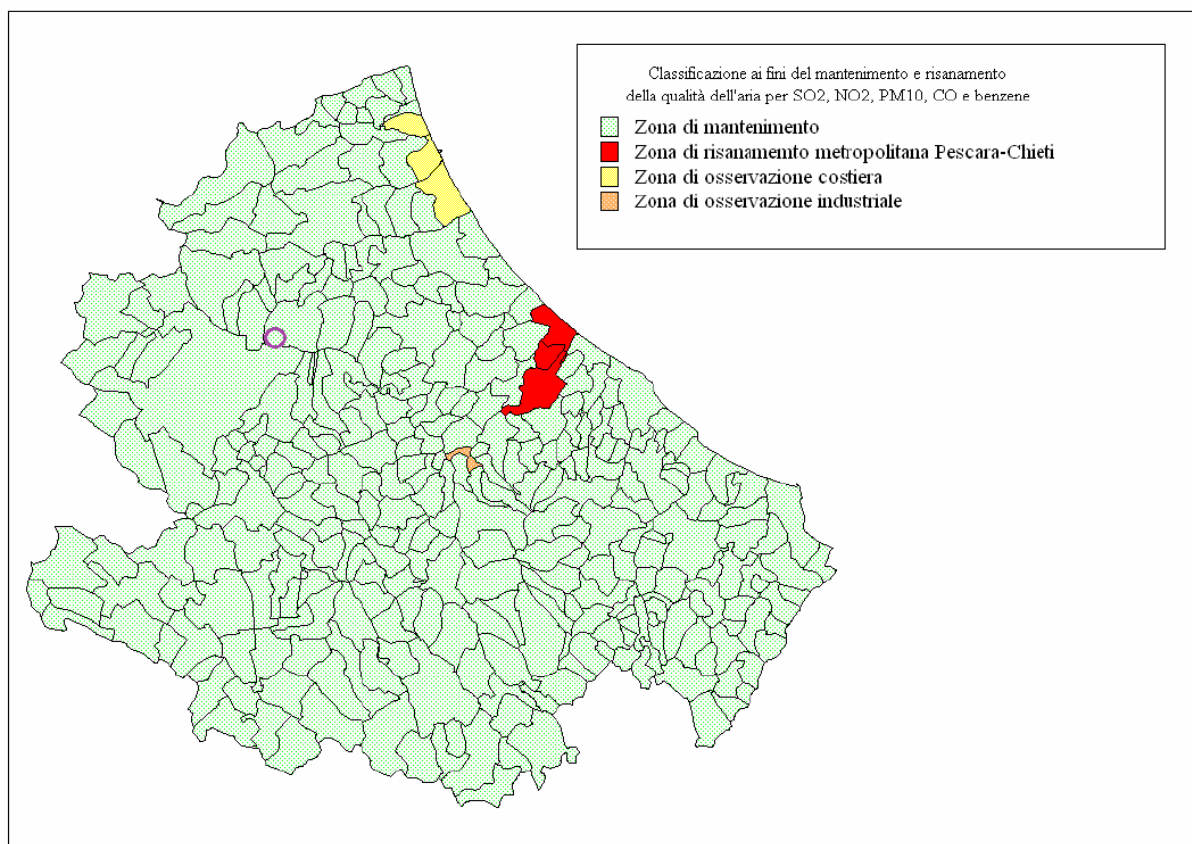 Classificazione ai fini del mantenimento e risanamento
della qualità dell'aria per SO2, NO2, PM10, CO e benzene
Zona di mantenimento
Zona di risanamemto metropolitana Pescara-Chieti
Zona di osservazione costiera
Zona di osservazione industriale